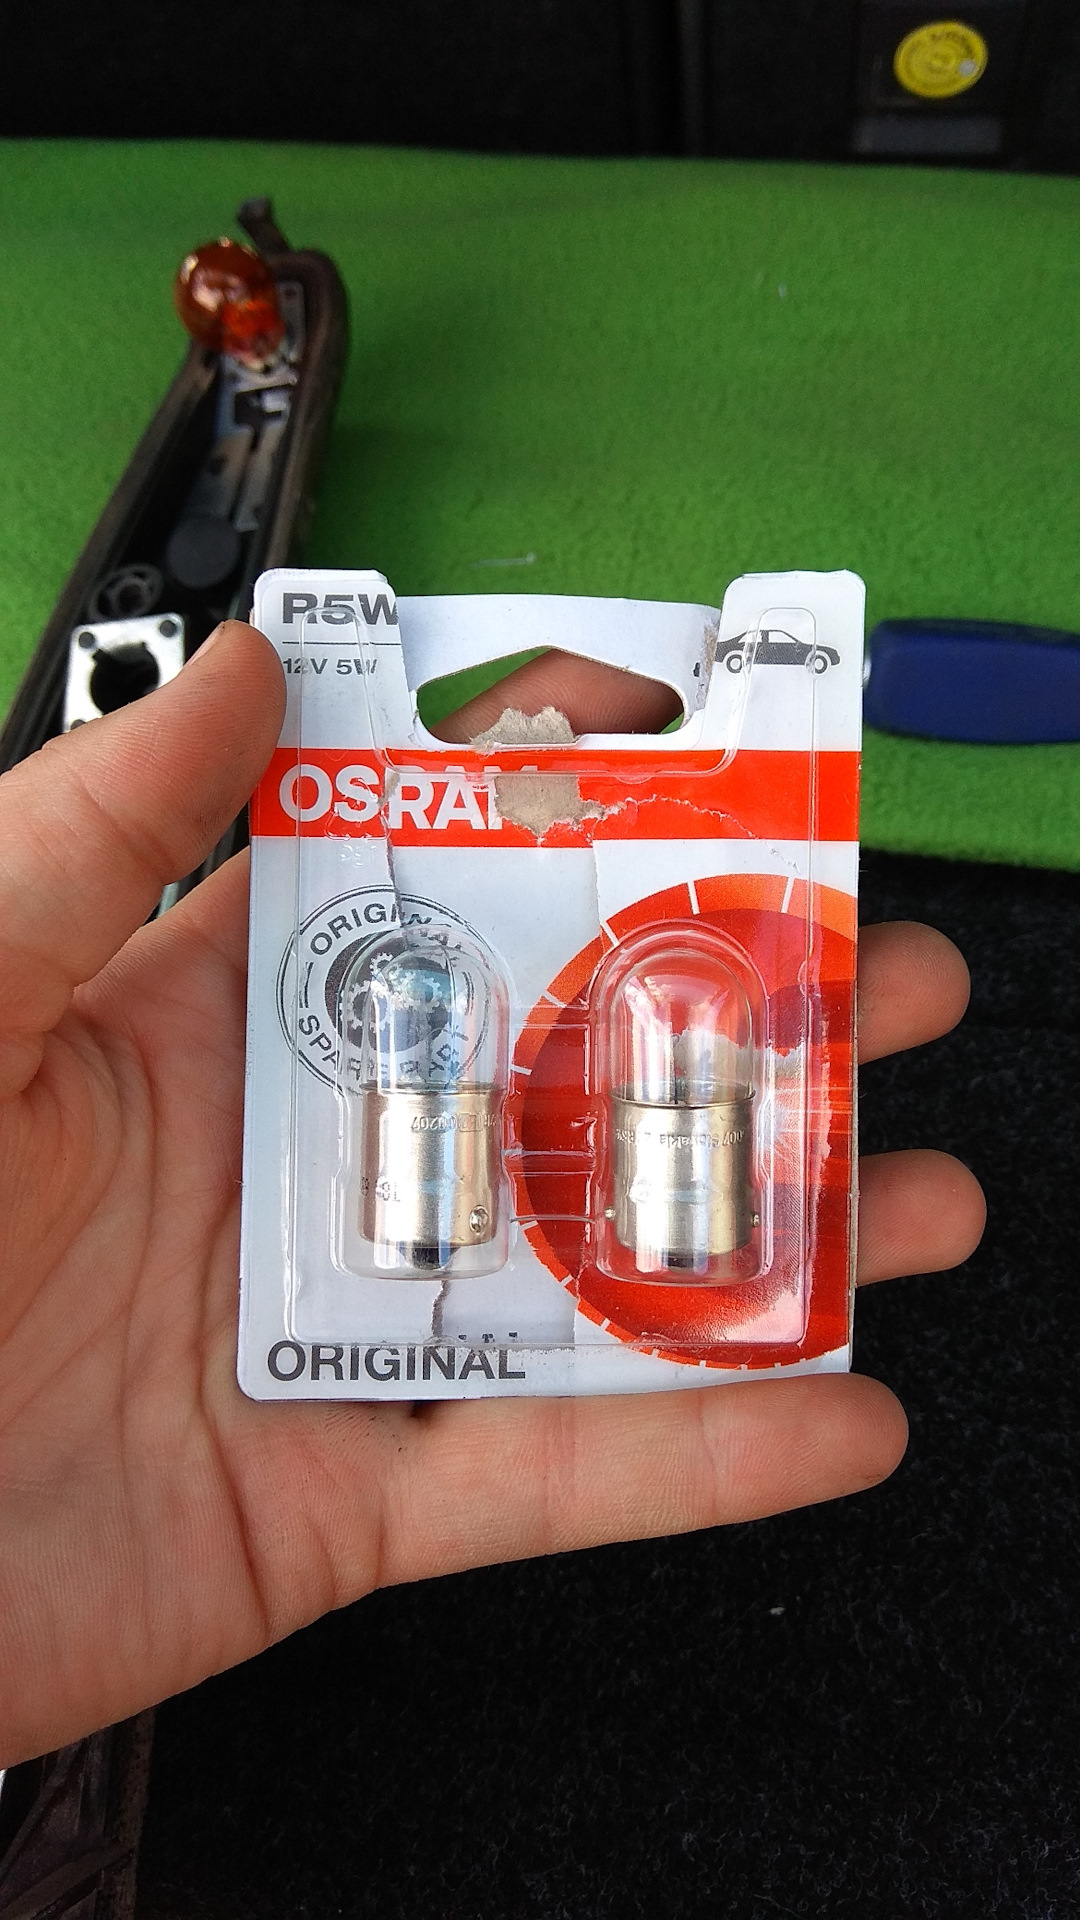 R5W
12V 5W
OSRAM
ORIGINAL
SPARE PART
ORIGINAL